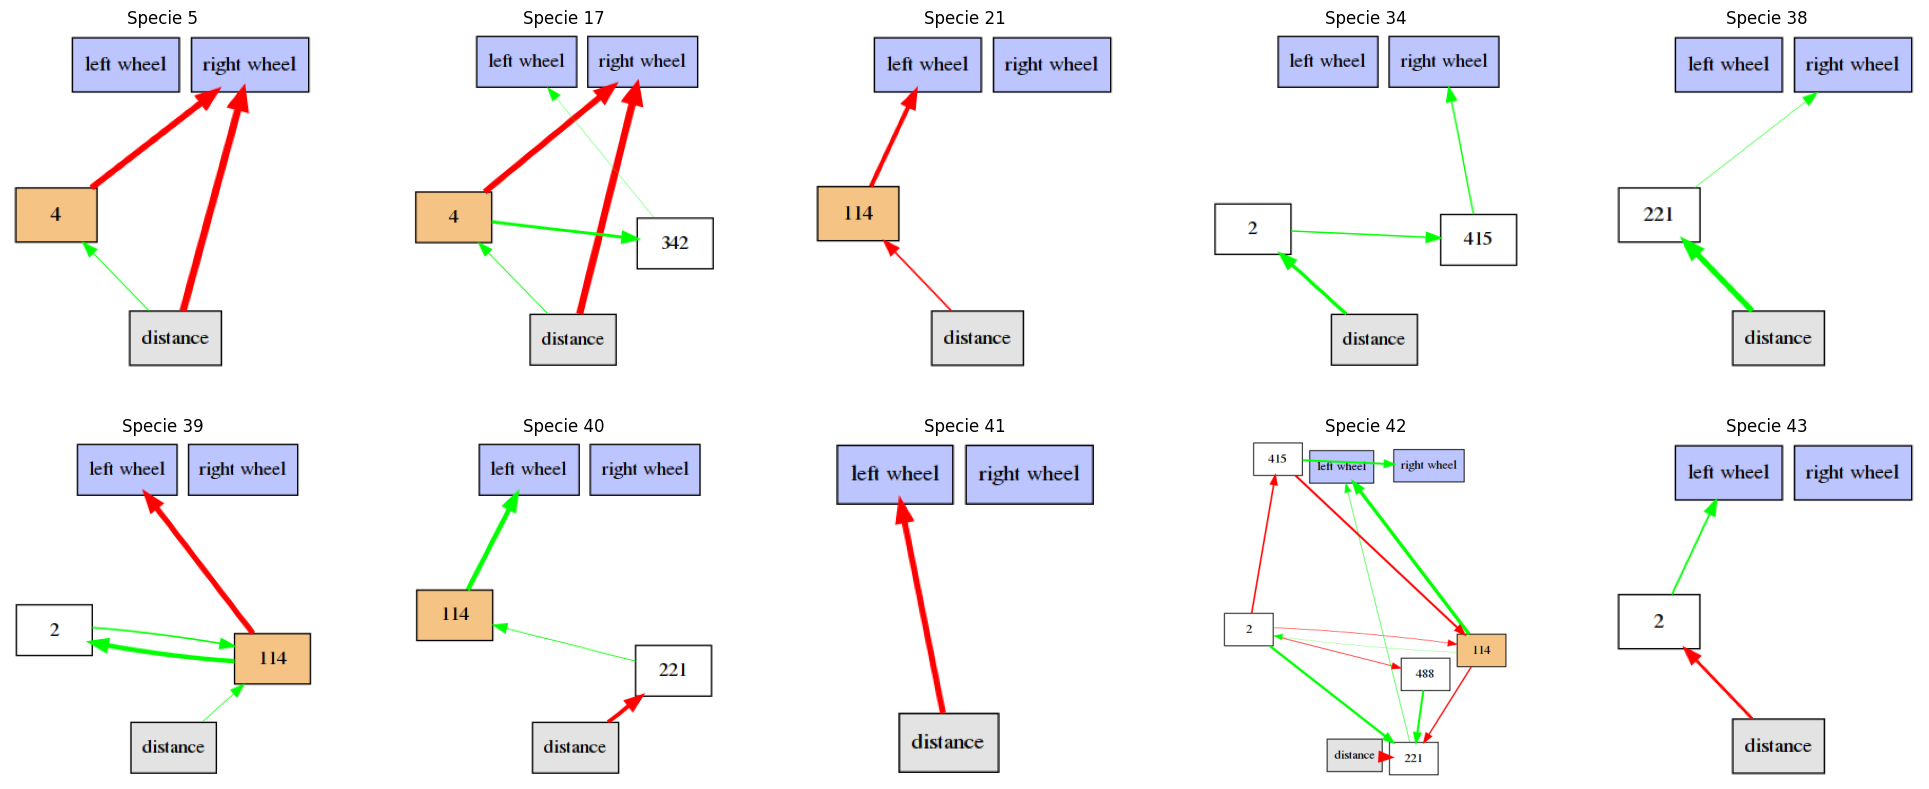 Specie 5
left wheel
right wheel
4
distance
Specie 17
left wheel
right wheel
4
342
distance
Specie 21
left wheel
right wheel
114
distance
Specie 34
left wheel
right wheel
2
415
distance
Specie 38
left wheel
right wheel
221
distance
Specie 39
left wheel
right wheel
2
114
distance
Specie 40
left wheel
right wheel
114
221
distance
Specie 41
left wheel
right wheel
distance
Specie 42
415
left wheel
right wheel
2
114
488
distance
221
Specie 43
left wheel
right wheel
2
distance